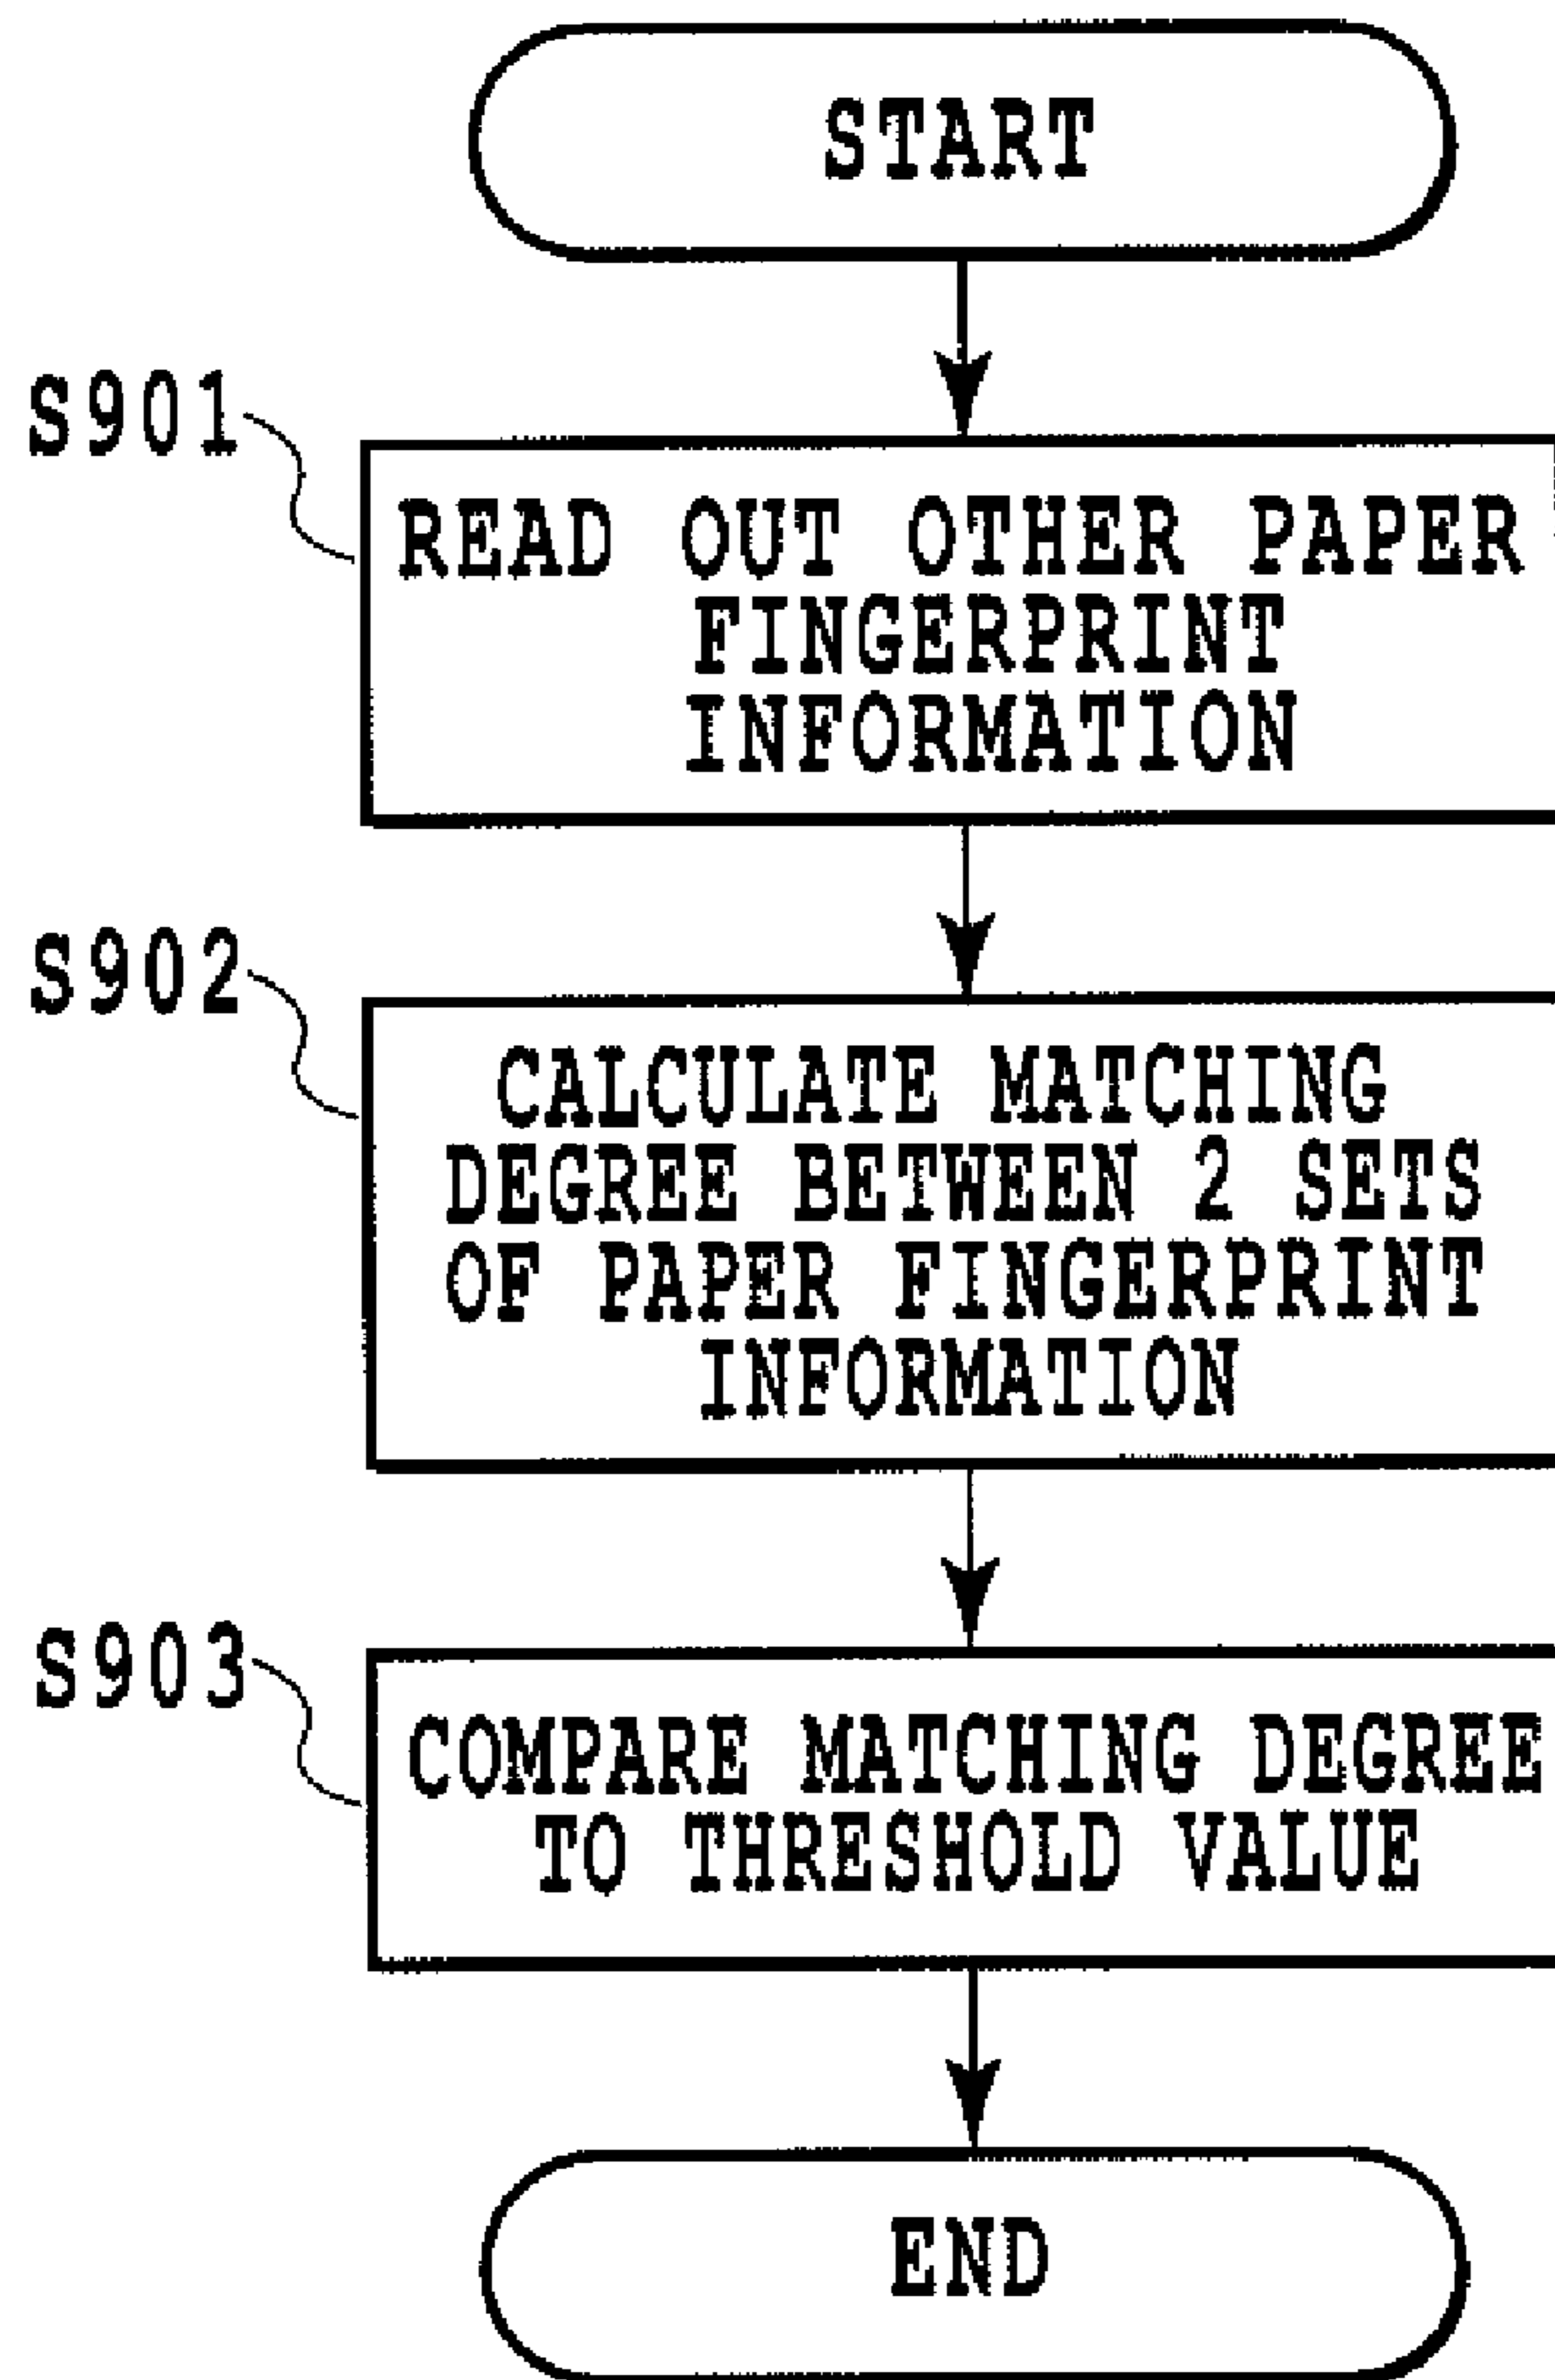 START
S901
READ OUT OTHER PAPER
FINGERPRINT
INFORMATION
S902
CALCULATE MATCHING
DEGREE BETWEEN 2 SETS
OF PAPER FINGERPRINT
INFORMATION
S903
COMPARE MATCHING DEGREE
TO THRESHOLD VALUE
END